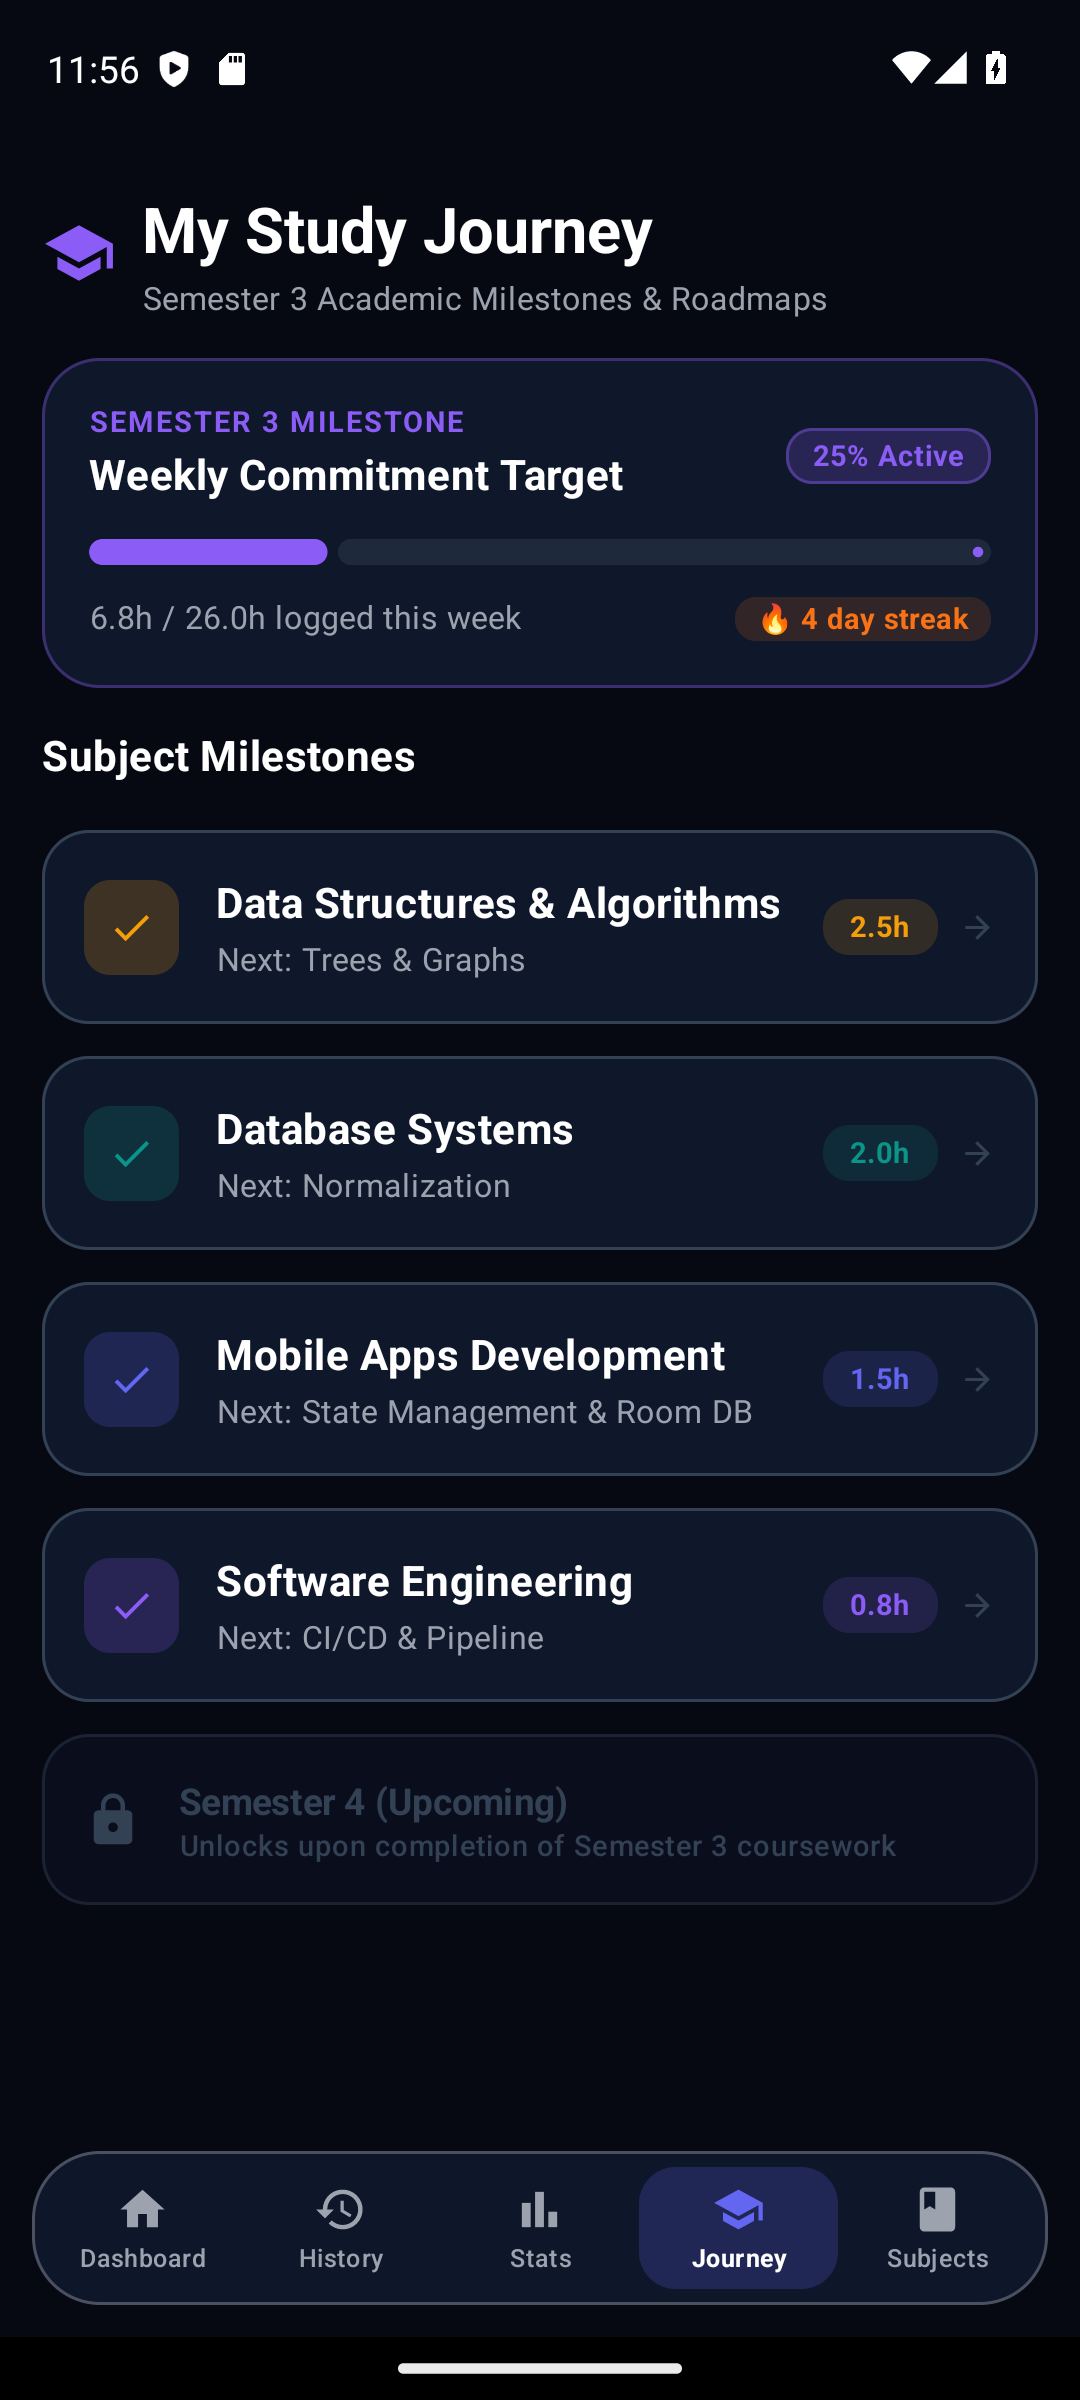 11:56
My Study Journey
Semester 3 Academic Milestones & Roadmaps
SEMESTER 3 MILESTONE
Weekly Commitment Target
25% Active
6.8h / 26.0h logged this week
🔥 4 day streak
Subject Milestones
Data Structures & Algorithms
Next: Trees & Graphs
2.5h
Database Systems
Next: Normalization
2.0h
Mobile Apps Development
Next: State Management & Room DB
1.5h
Software Engineering
Next: CI/CD & Pipeline
0.8h
Semester 4 (Upcoming)
Unlocks upon completion of Semester 3 coursework
Dashboard
History
Stats
Journey
Subjects